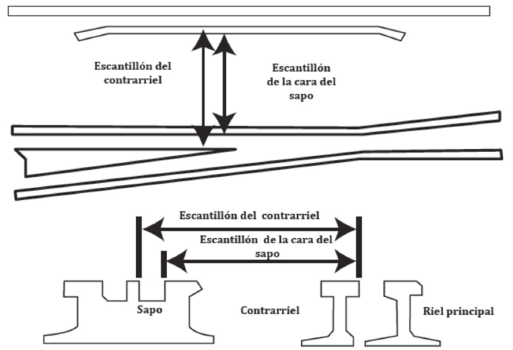 Escantillón del
contrarriel
Escantillón
de la cara del
sapo
Escantillón del contrarriel
Escantillón de la cara del
sapo
Sapo
Contrarriel
Riel principal